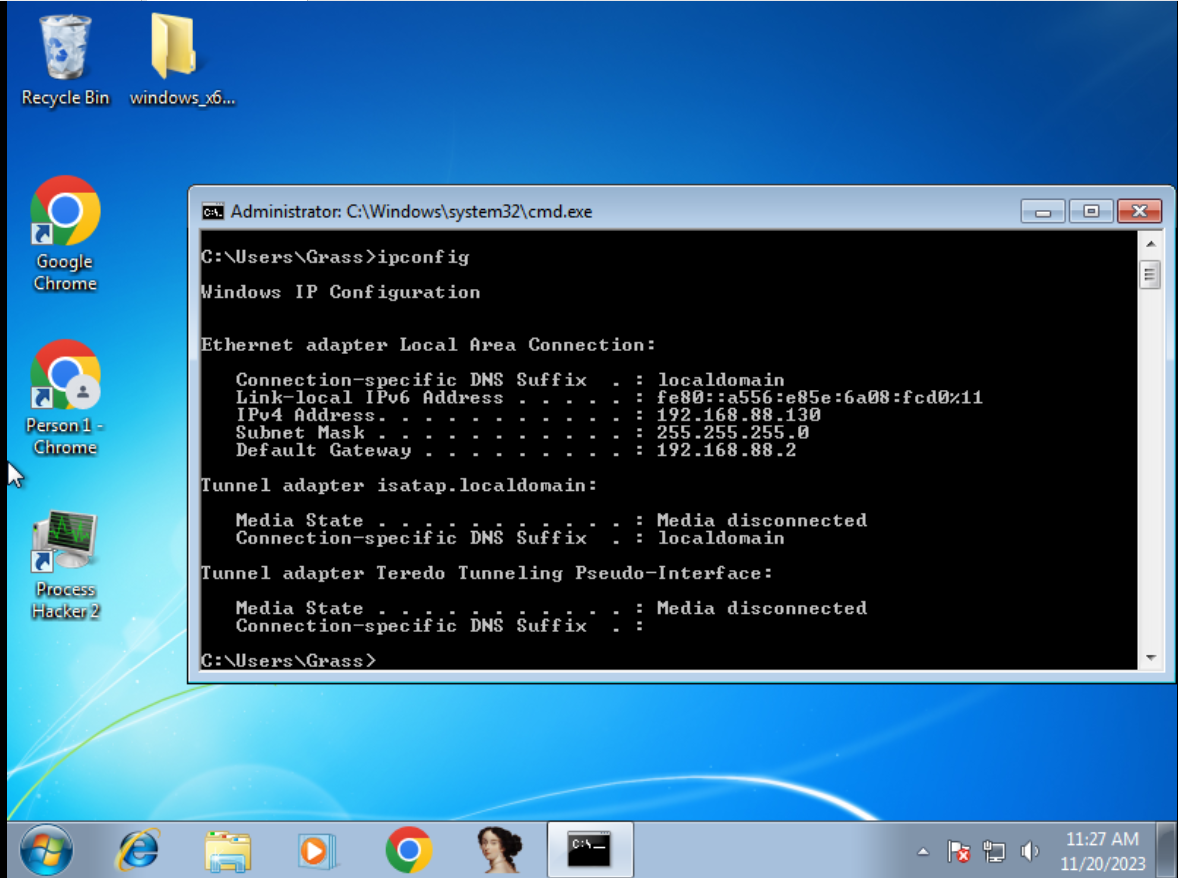 Recycle Bin
windows_x6...
Google
Chrome
Person 1 -
Chrome
Process
Hacker 2
Administrator: C:\Windows\system32\cmd.exe
C:\Users\Grass>ipconfig
Windows IP Configuration
Ethernet adapter Local Area Connection:
Connection-specific DNS Suffix . : localdomain
Link-local IPv6 Address . . . . . : fe80::a556:e85e:6a08:fcd0%11
IPv4 Address. . . . . . . . . . . : 192.168.88.130
Subnet Mask . . . . . . . . . . . : 255.255.255.0
Default Gateway . . . . . . . . . : 192.168.88.2
Tunnel adapter isatap.localdomain:
Media State . . . . . . . . . . . : Media disconnected
Connection-specific DNS Suffix . : localdomain
Tunnel adapter Teredo Tunneling Pseudo-Interface:
Media State . . . . . . . . . . . : Media disconnected
Connection-specific DNS Suffix . :
C:\Users\Grass>
C:\_
11:27 AM
11/20/2023